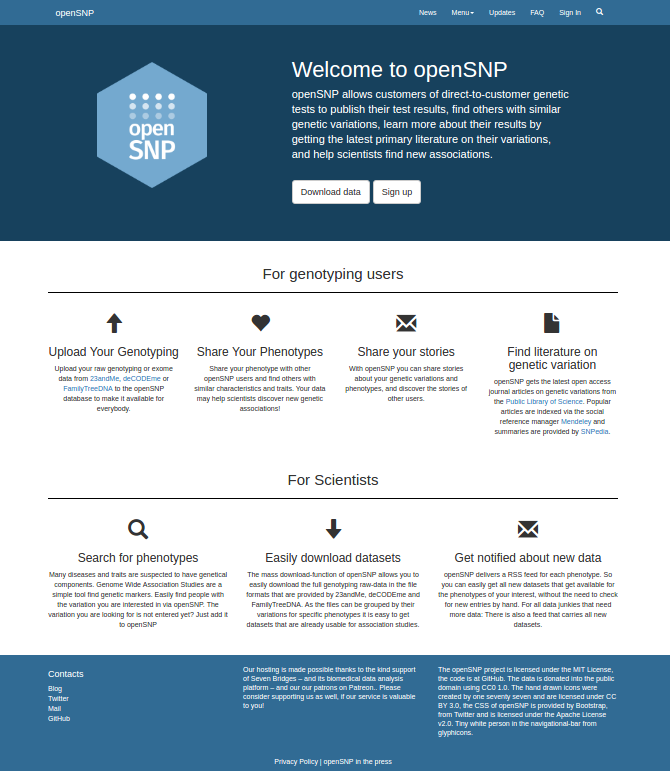 openSNP
News
Menu
Updates
FAQ
Sign In
open
SNP
Welcome to openSNP
openSNP allows customers of direct-to-customer genetic
tests to publish their test results, find others with similar
genetic variations, learn more about their results by
getting the latest primary literature on their variations,
and help scientists find new associations.
Download data
Sign up
For genotyping users
Upload Your Genotyping
Upload your raw genotyping or exome
data from 23andMe, deCODEme or
FamilyTreeDNA to the openSNP
database to make it available for
everybody.
Share Your Phenotypes
Share your phenotype with other
openSNP users and find others with
similar characteristics and traits. Your data
may help scientists discover new genetic
associations!
Share your stories
With openSNP you can share stories
about your genetic variations and
phenotypes, and discover the stories of
other users.
Find literature on
genetic variation
openSNP gets the latest open access
journal articles on genetic variations from
the Public Library of Science. Popular
articles are indexed via the social
reference manager Mendeley and
summaries are provided by SNPedia.
For Scientists
Search for phenotypes
Many diseases and traits are suspected to have genetical
components. Genome Wide Association Studies are a
simple tool find genetic markers. Easily find people with
the variation you are interested in via openSNP. The
variation you are looking for is not entered yet? Just add it
to openSNP
Easily download datasets
The mass download-function of openSNP allows you to
easily download the full genotyping raw-data in the file
formats that are provided by 23andMe, deCODEme and
FamilyTreeDNA. As the files can be grouped by their
variations for specific phenotypes it is easy to get
datasets that are already usable for association studies.
Get notified about new data
openSNP delivers a RSS feed for each phenotype. So
you can easily get all new datasets that get available for
the phenotypes of your interest, without the need to check
for new entries by hand. For all data junkies that need
more data: There is also a feed that carries all new
datasets.
Contacts
Blog
Twitter
Mail
GitHub
Our hosting is made possible thanks to the kind support
of Seven Bridges – and its biomedical data analysis
platform – and our our patrons on Patreon.. Please
consider supporting us as well, if our service is valuable
to you!
The openSNP project is licensed under the MIT License,
the code is at GitHub. The data is donated into the public
domain using CC0 1.0. The hand drawn icons were
created by one seventy seven and are licensed under CC
BY 3.0, the CSS of openSNP is provided by Bootstrap,
from Twitter and is licensed under the Apache License
v2.0. Tiny white person in the navigational-bar from
glyphicons.
Privacy Policy | openSNP in the press